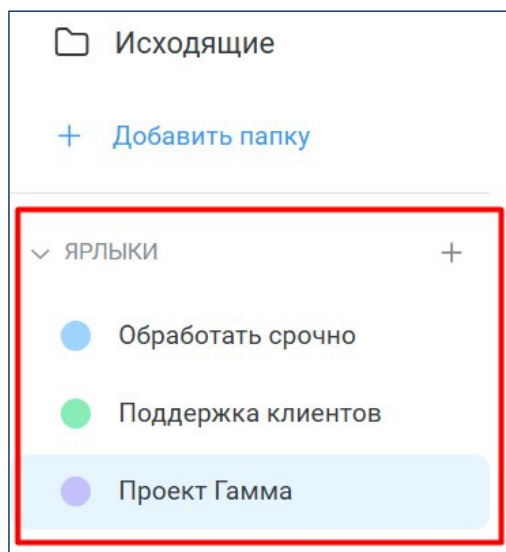 Исходящие
+ Добавить папку
ЯРЛЫКИ +
Обработать срочно
Поддержка клиентов
Проект Гамма